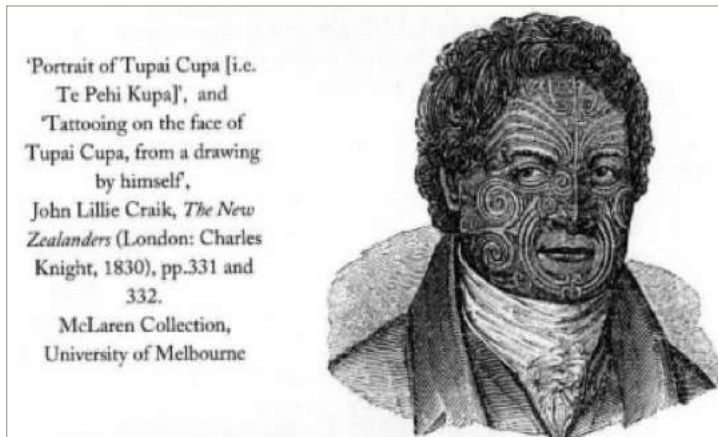 'Portrait of Tupai Cupa [i.e.
Te Pehi Kupa]', and
'Tattooing on the face of
Tupai Cupa, from a drawing
by himself',
John Lillie Craik, The New
Zealanders (London: Charles
Knight, 1830), pp.331 and
332.
McLaren Collection,
University of Melbourne